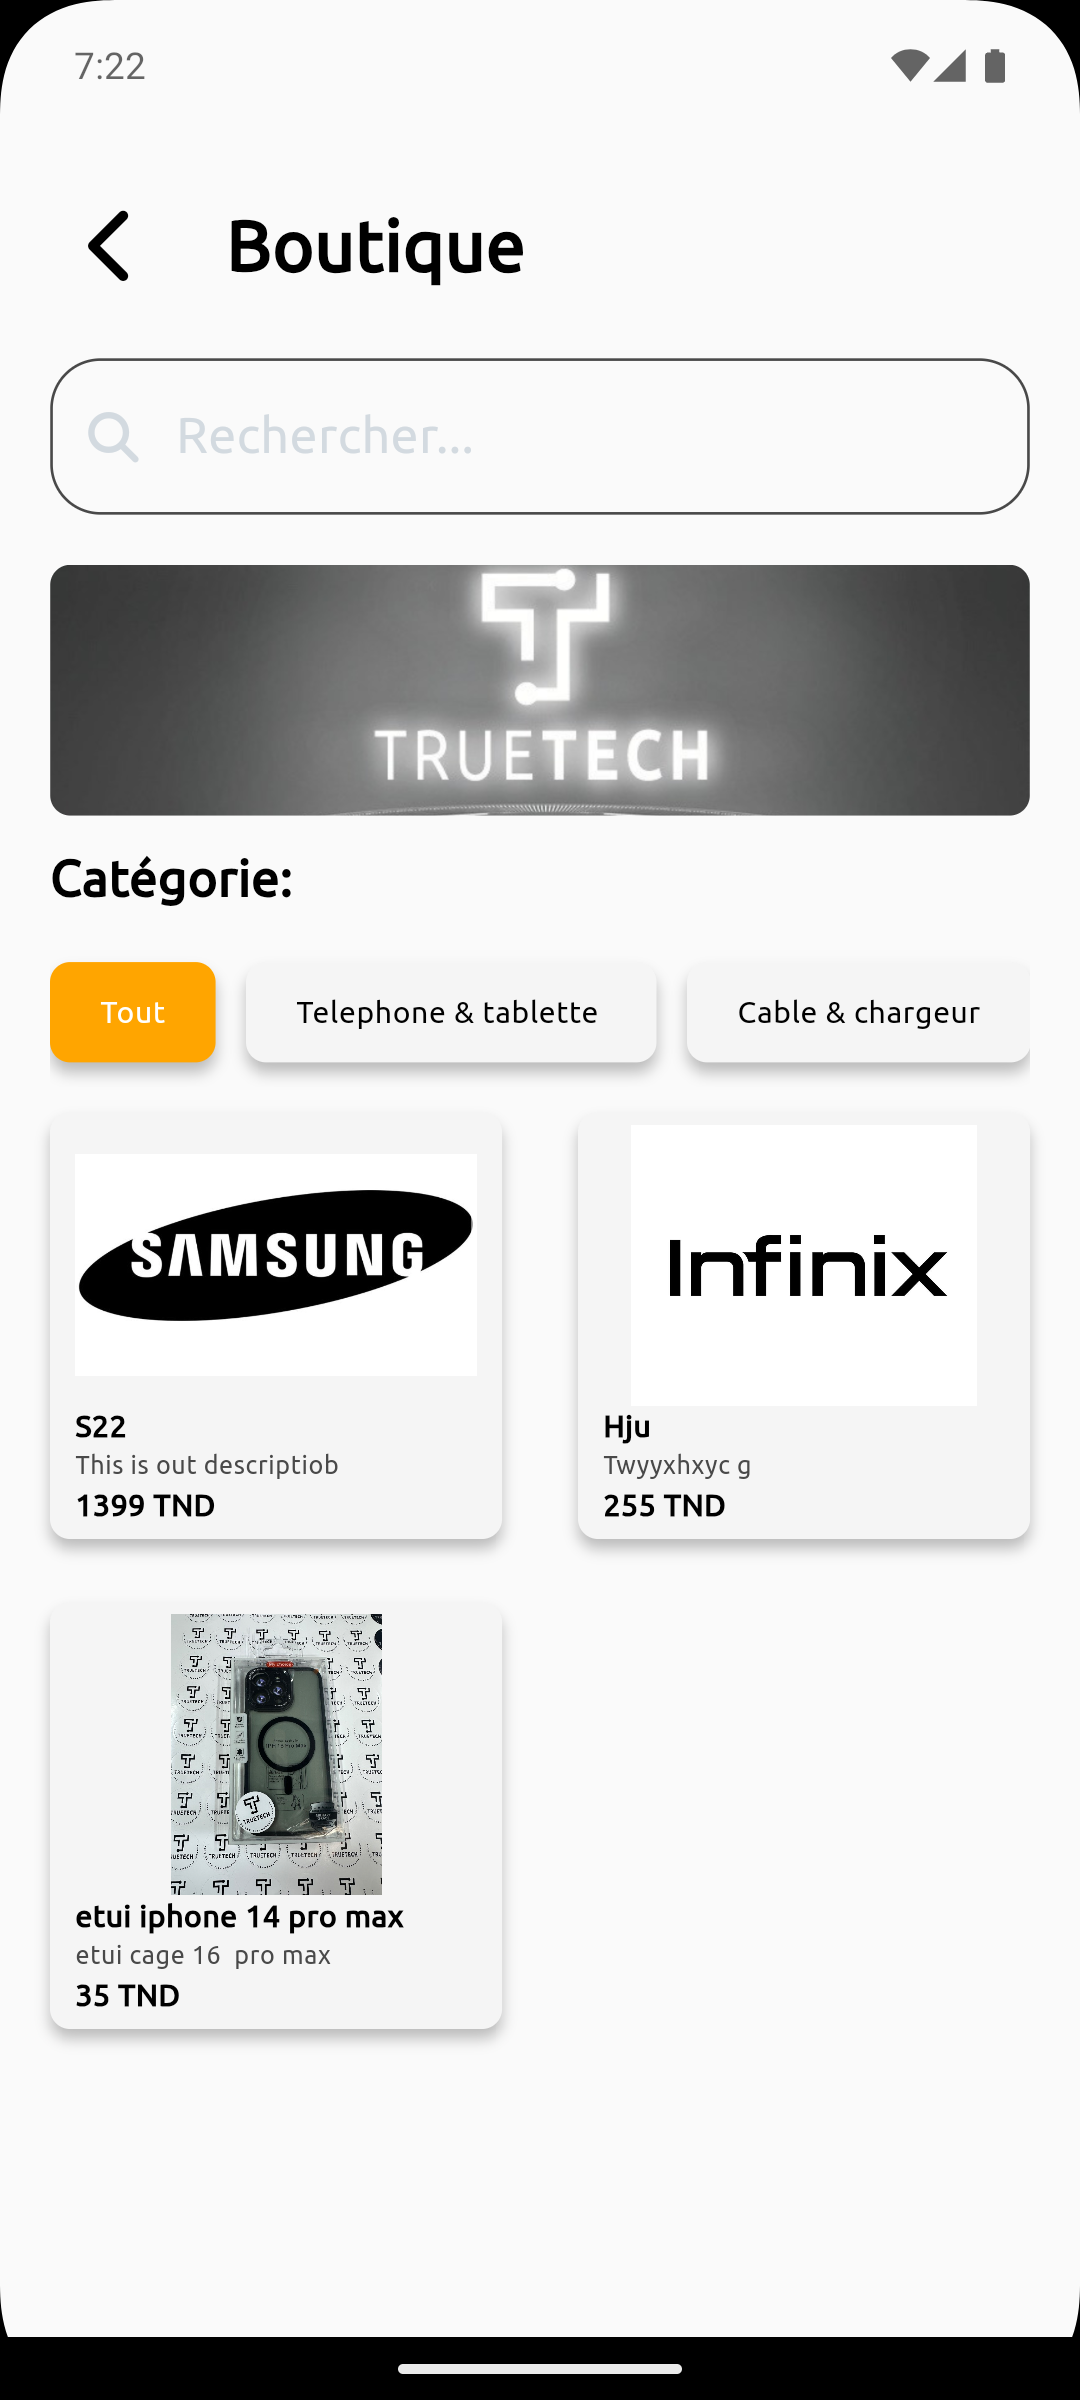 7:22
Boutique
Rechercher...
TRUETECH
Catégorie:
Tout
Telephone & tablette
Cable & chargeur
SAMSUNG
Infinix
S22
This is out descriptiob
1399 TND
Hju
Twyyxhxyc g
255 TND
TRUETECH
etui iphone 14 pro max
etui cage 16  pro max
35 TND